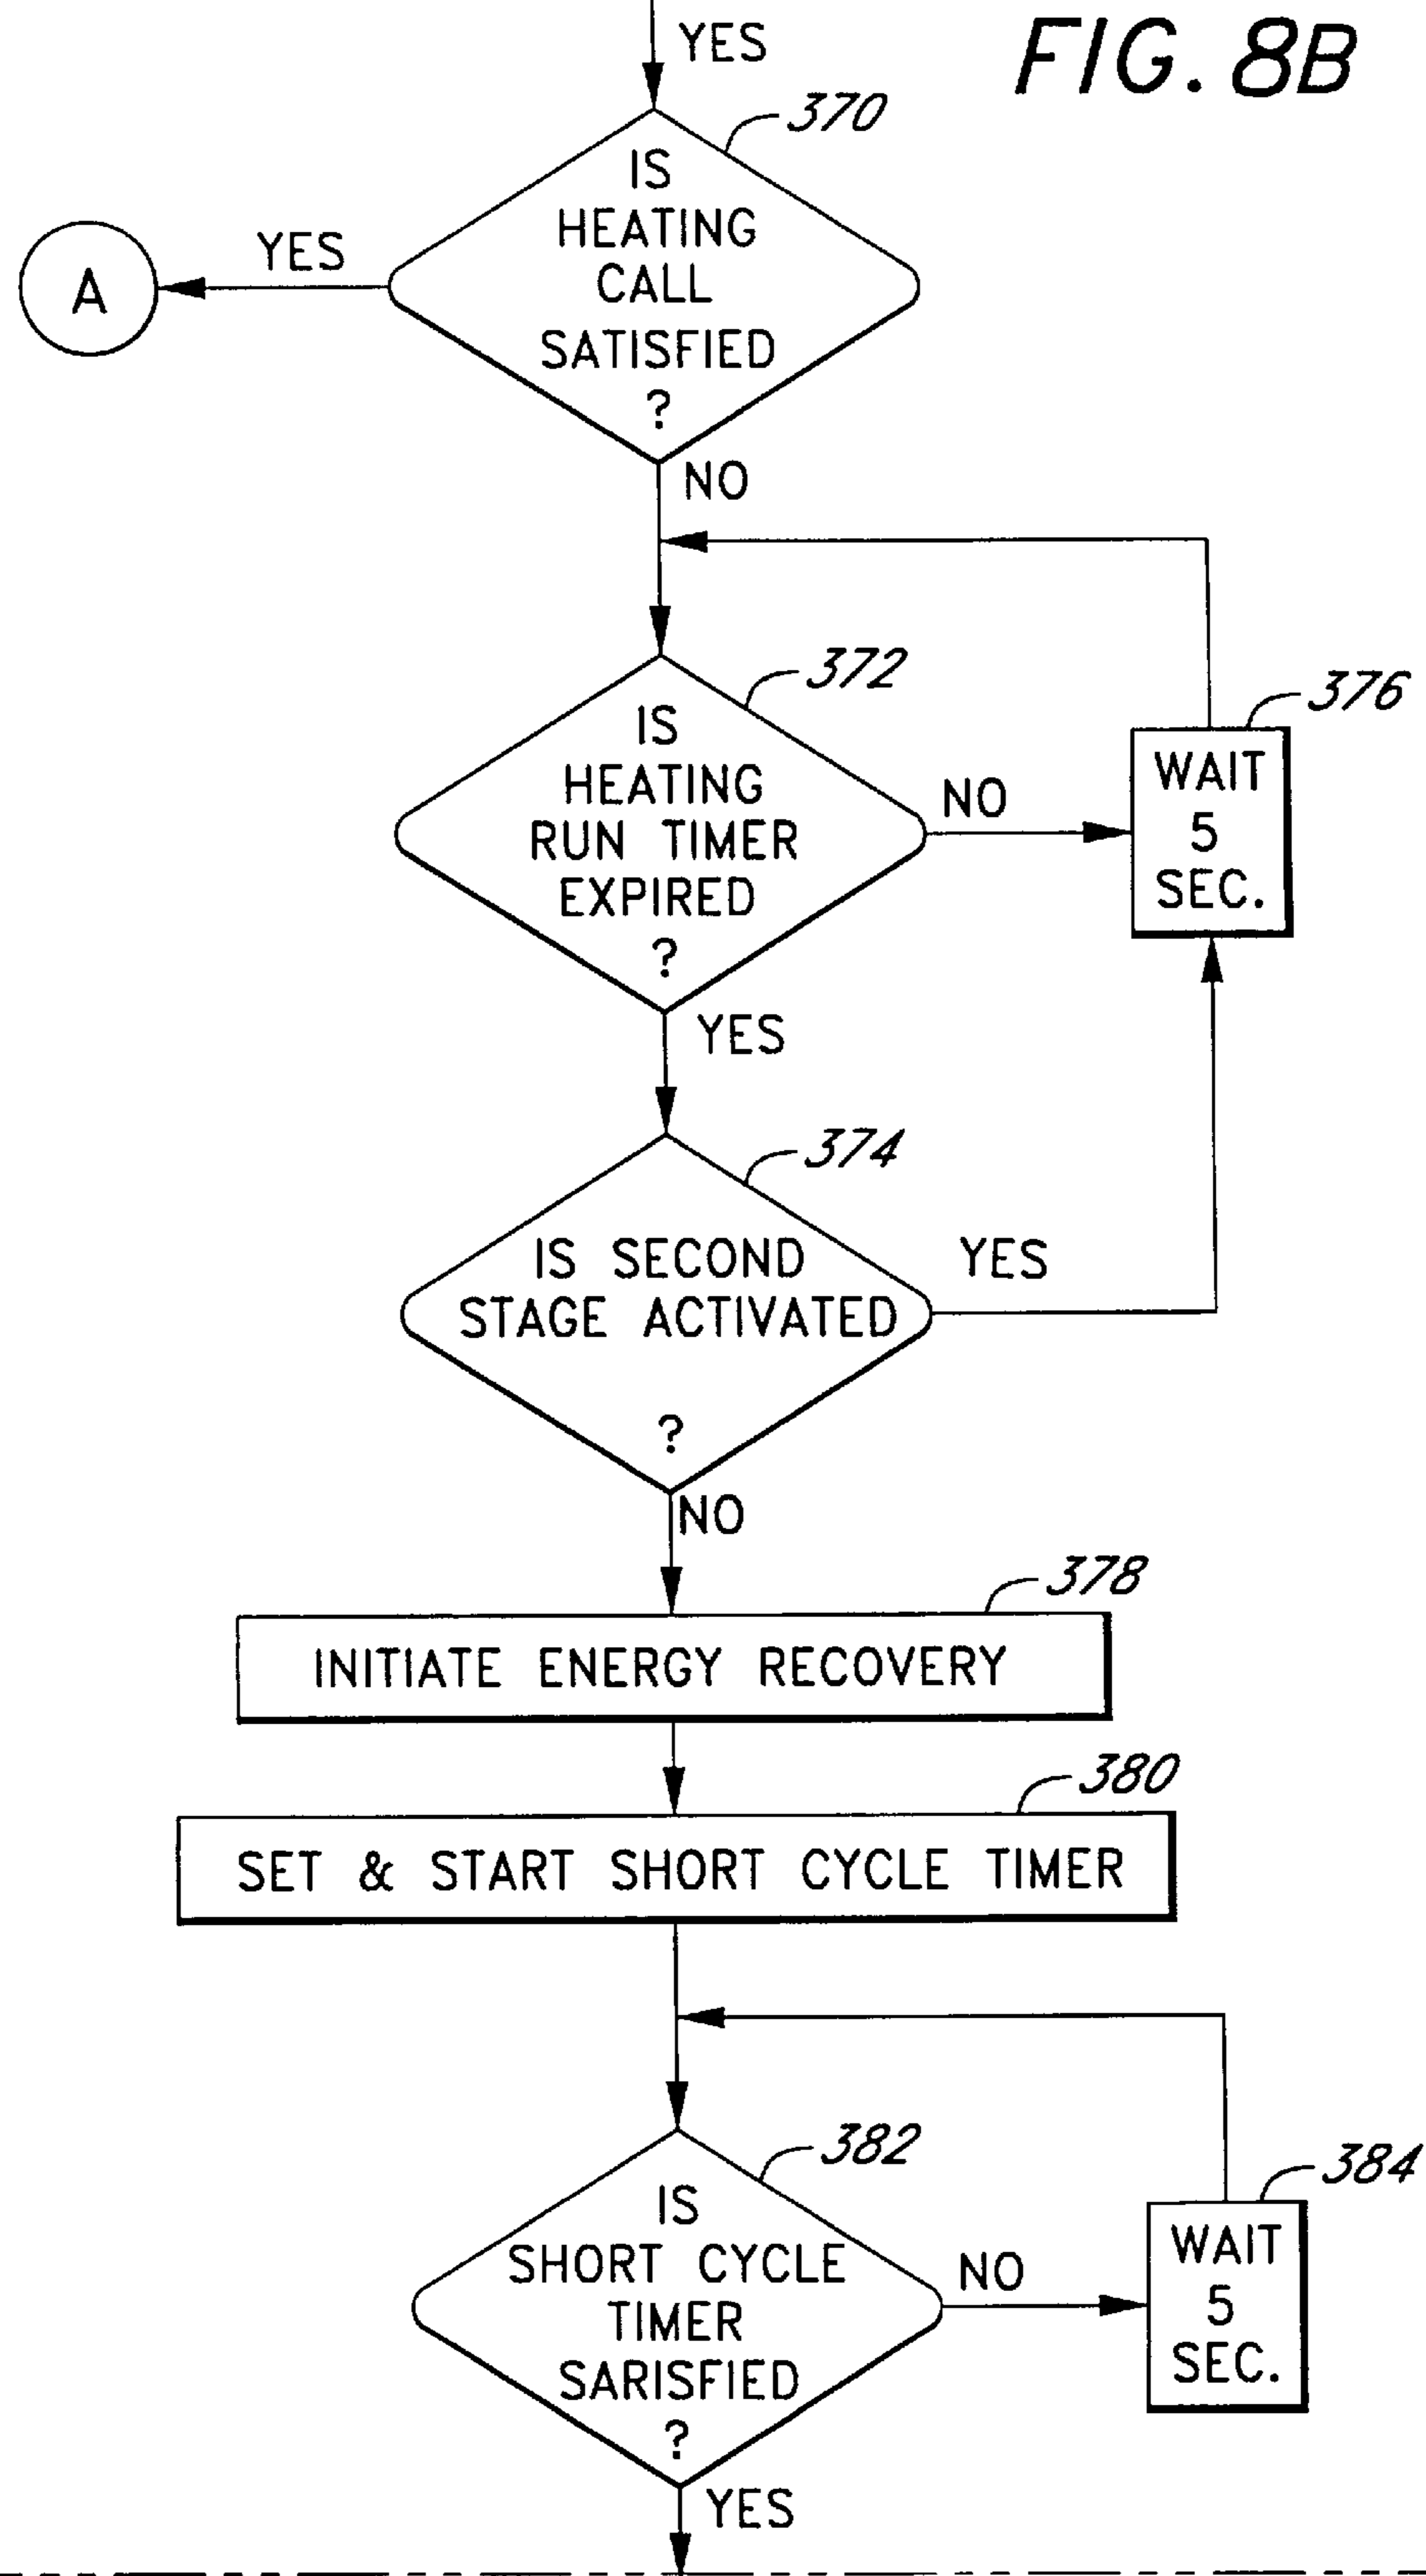 FIG. 8B
YES
370
IS
HEATING
CALL
SATISFIED
?
YES
A
NO
372
IS
HEATING
RUN TIMER
EXPIRED
?
NO
376
WAIT
5
SEC.
YES
374
IS SECOND
STAGE ACTIVATED
?
YES
NO
378
INITIATE ENERGY RECOVERY
380
SET & START SHORT CYCLE TIMER
382
IS
SHORT CYCLE
TIMER
SARISFIED
?
NO
384
WAIT
5
SEC.
YES